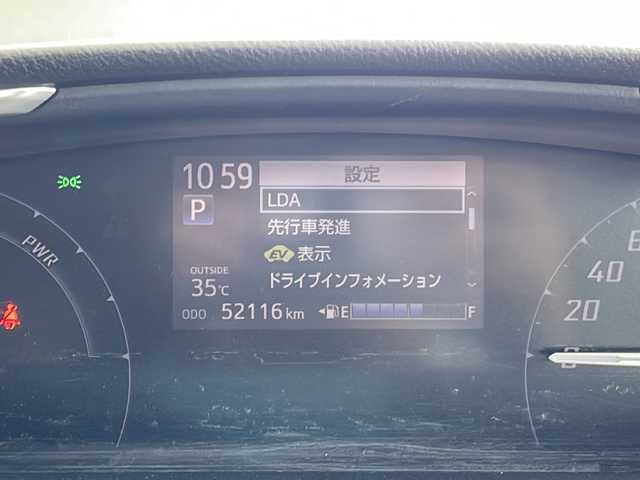 10 59
設定
P
LDA
先行車発進
EV 表示
ドライブインフォメーション
OUTSIDE
35℃
ODO 52116 km
E F
PWR
40
20